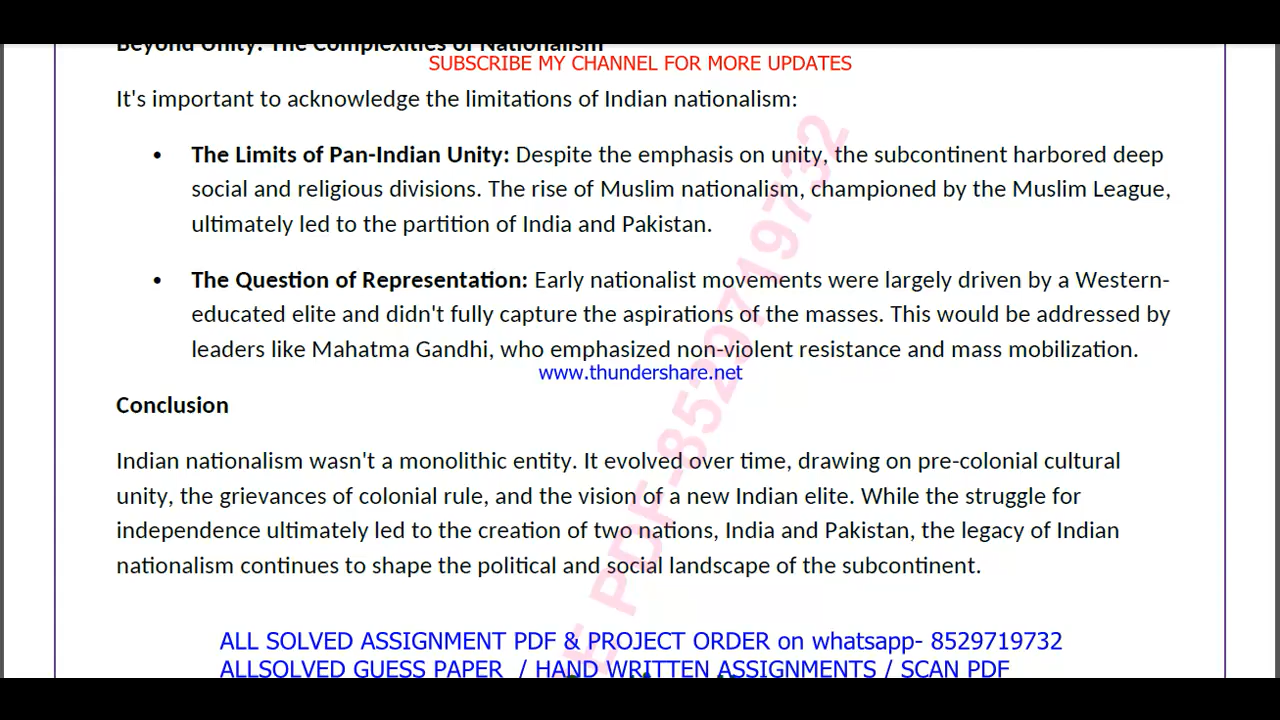 Beyond Unity: The Complexities of Nationalism
SUBSCRIBE MY CHANNEL FOR MORE UPDATES
It's important to acknowledge the limitations of Indian nationalism:
• The Limits of Pan-Indian Unity: Despite the emphasis on unity, the subcontinent harbored deep
social and religious divisions. The rise of Muslim nationalism, championed by the Muslim League,
ultimately led to the partition of India and Pakistan.
• The Question of Representation: Early nationalist movements were largely driven by a Western-
educated elite and didn't fully capture the aspirations of the masses. This would be addressed by
leaders like Mahatma Gandhi, who emphasized non-violent resistance and mass mobilization.
www.thundershare.net
Conclusion
Indian nationalism wasn't a monolithic entity. It evolved over time, drawing on pre-colonial cultural
unity, the grievances of colonial rule, and the vision of a new Indian elite. While the struggle for
independence ultimately led to the creation of two nations, India and Pakistan, the legacy of Indian
nationalism continues to shape the political and social landscape of the subcontinent.
ALL SOLVED ASSIGNMENT PDF & PROJECT ORDER on whatsapp- 8529719732
ALLSOLVED GUESS PAPER / HAND WRITTEN ASSIGNMENTS / SCAN PDF
PDF-8529719732